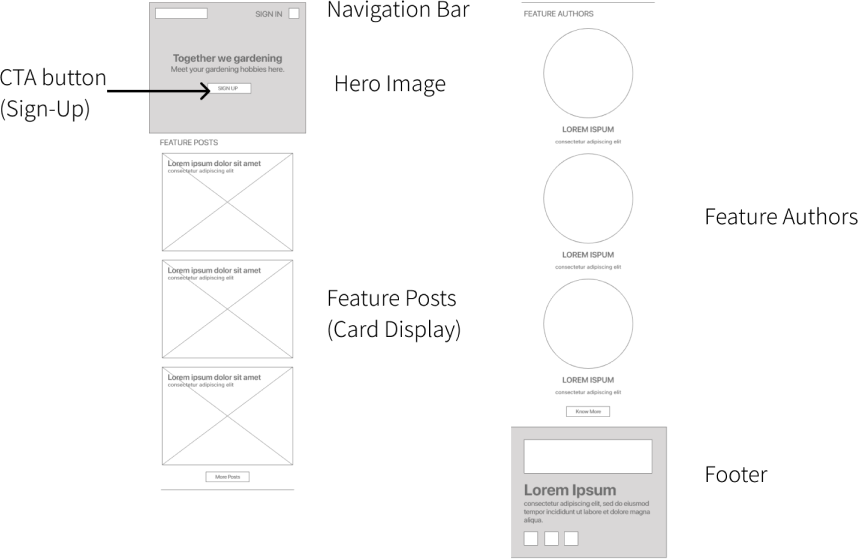 Navigation Bar
SIGN IN
Together we gardening
Meet your gardening hobbies here.
SIGN UP
CTA button
(Sign-Up)
Hero Image
FEATURE POSTS
Lorem ipsum dolor sit amet
consectetur adipiscing elit
Lorem ipsum dolor sit amet
consectetur adipiscing elit
Lorem ipsum dolor sit amet
consectetur adipiscing elit
More Posts
Feature Posts
(Card Display)
FEATURE AUTHORS
LOREM ISPUM
consectetur adipiscing elit
LOREM ISPUM
consectetur adipiscing elit
LOREM ISPUM
consectetur adipiscing elit
Know More
Feature Authors
Lorem Ipsum
consectetur adipiscing elit, sed do eiusmod
tempor incididunt ut labore et dolore magna
aliqua.
Footer